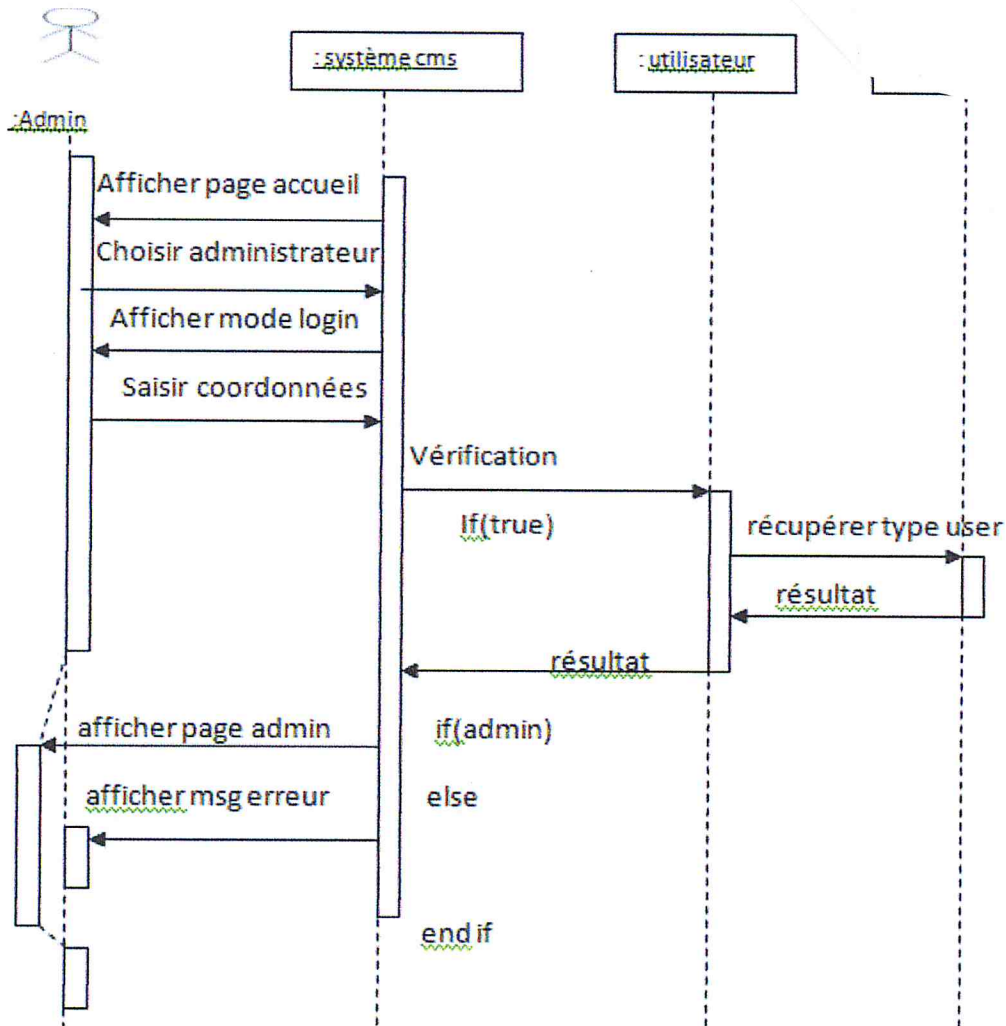 : système cms
: utilisateur
:Admin
Afficher page accueil
Choisir administrateur
Afficher mode login
Saisir coordonnées
Vérification
If(true)
récupérer type user
résultat
résultat
afficher page admin
if(admin)
afficher msg erreur
else
end if